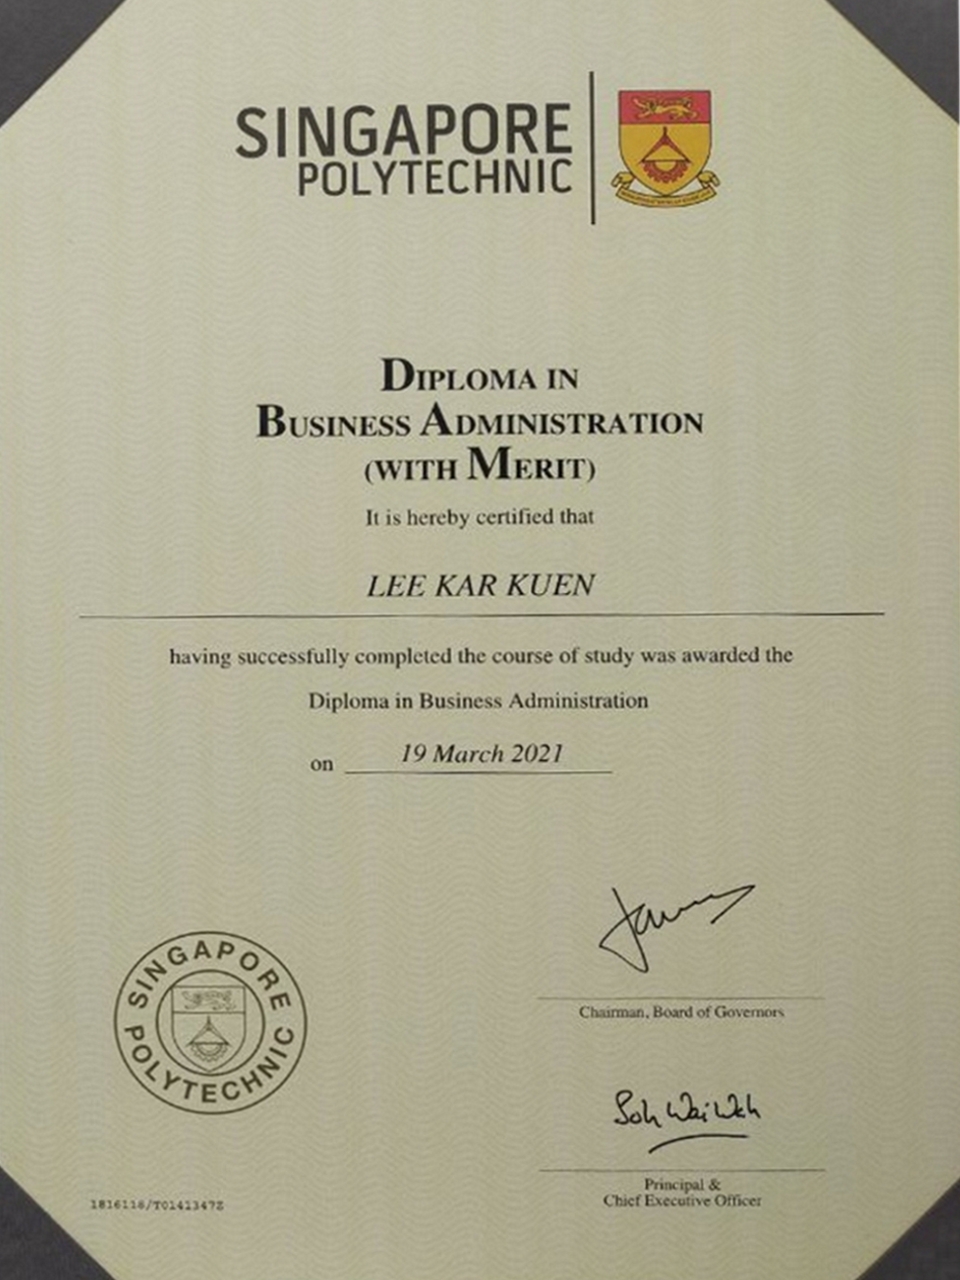 SINGAPORE
POLYTECHNIC
DIPLOMA IN
BUSINESS ADMINISTRATION
(WITH MERIT)
It is hereby certified that
LEE KAR KUEN
having successfully completed the course of study was awarded the
Diploma in Business Administration
on 19 March 2021
SINGAPORE POLYTECHNIC
Chairman, Board of Governors
Soh Wai Wah
Principal &
Chief Executive Officer
1816116/T0141347Z